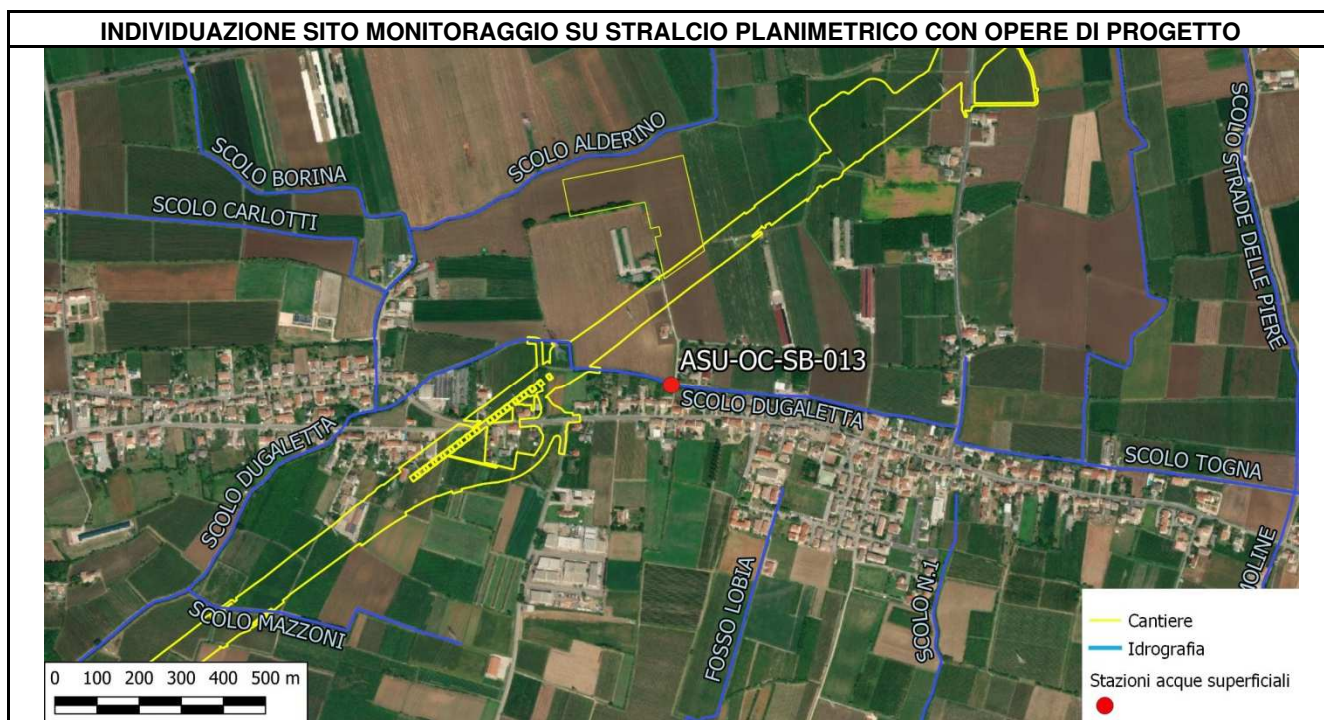 INDIVIDUAZIONE SITO MONITORAGGIO SU STRALCIO PLANIMETRICO CON OPERE DI PROGETTO
SCOLO BORINA
SCOLO ALDERINO
SCOLO STRADE DELLE PIERE
SCOLO CARLOTTI
ASU-OC-SB-013
SCOLO DUGALETTA
SCOLO DUGALETTA
SCOLO TOGNA
SCOLO MAZZONI
FOSSO LOBIA
SCOLO N.1
MOLINE
Cantiere
Idrografia
Stazioni acque superficiali
0 100 200 300 400 500 m